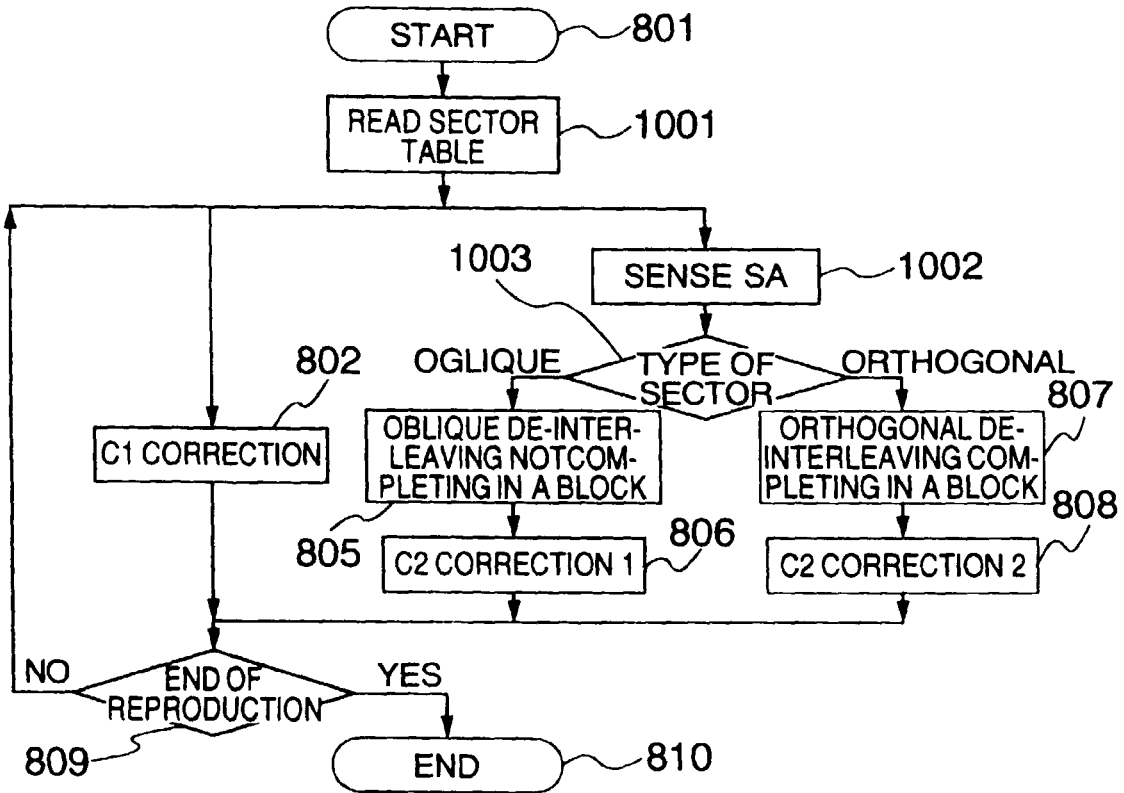 START
801
READ SECTOR
TABLE
1001
1003
SENSE SA
1002
802
OGLIQUE
TYPE OF
SECTOR
ORTHOGONAL
807
C1 CORRECTION
OBLIQUE DE-INTER-
LEAVING NOTCOM-
PLETING IN A BLOCK
ORTHOGONAL DE-
INTERLEAVING COM-
PLETING IN A BLOCK
805
806
808
C2 CORRECTION 1
C2 CORRECTION 2
NO
END OF
REPRODUCTION
YES
809
END
810